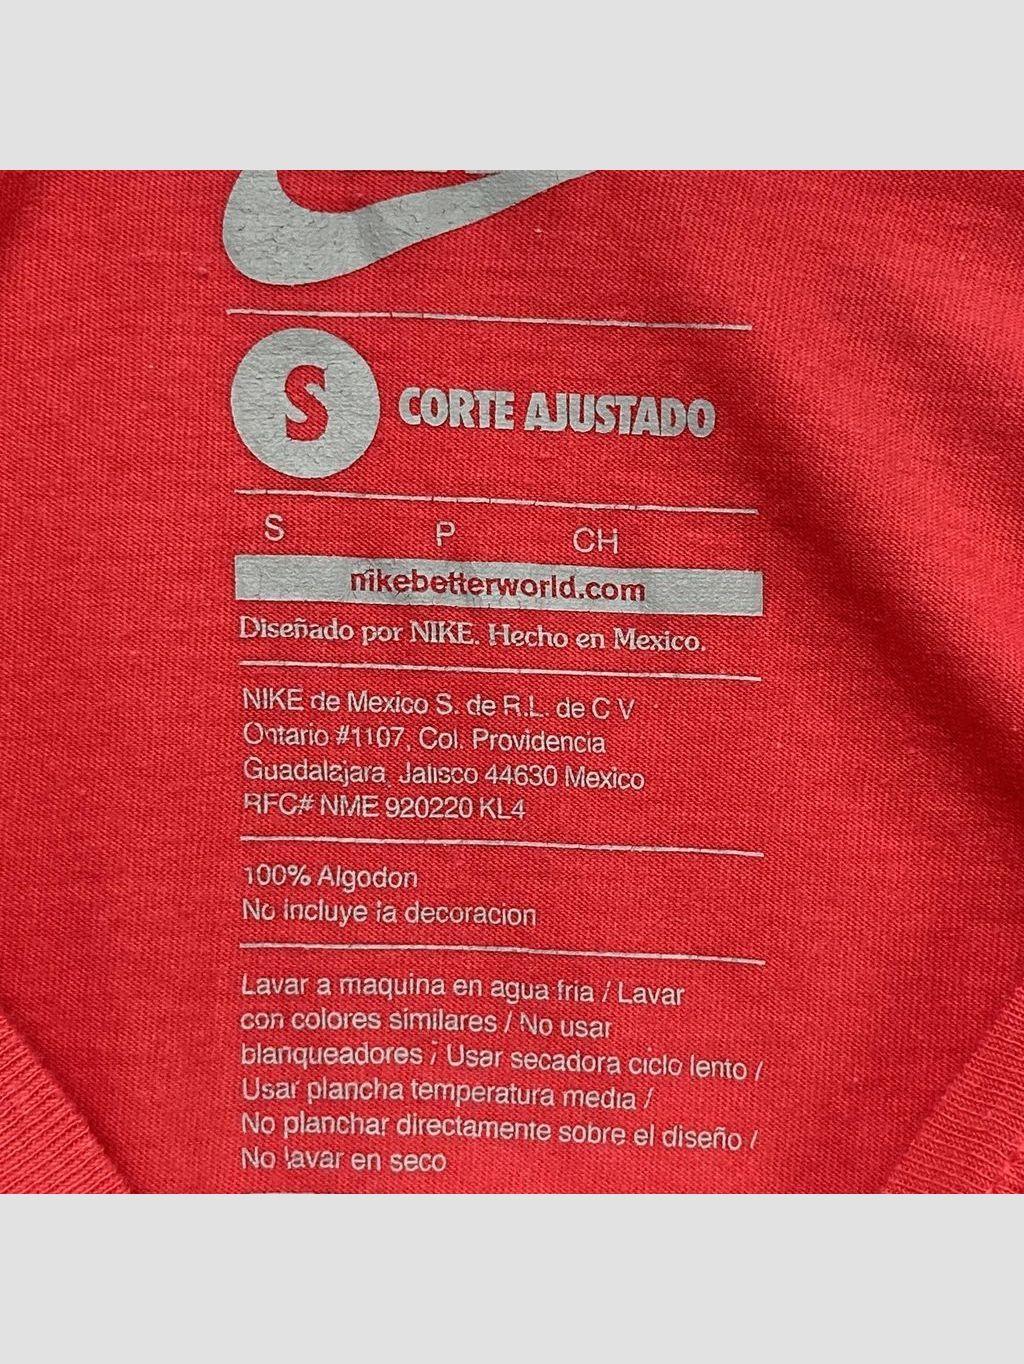 S
CORTE AJUSTADO
S P CH
nikebetterworld.com
Diseñado por NIKE. Hecho en Mexico.
NIKE de Mexico S. de R.L. de C V
Ontario #1107, Col. Providencia
Guadalajara, Jalisco 44630 Mexico
RFC# NME 920220 KL4
100% Algodon
No incluye la decoracion
Lavar a maquina en agua fria / Lavar
con colores similares / No usar
blanqueadores / Usar secadora ciclo lento /
Usar plancha temperatura media /
No planchar directamente sobre el diseño /
No lavar en seco